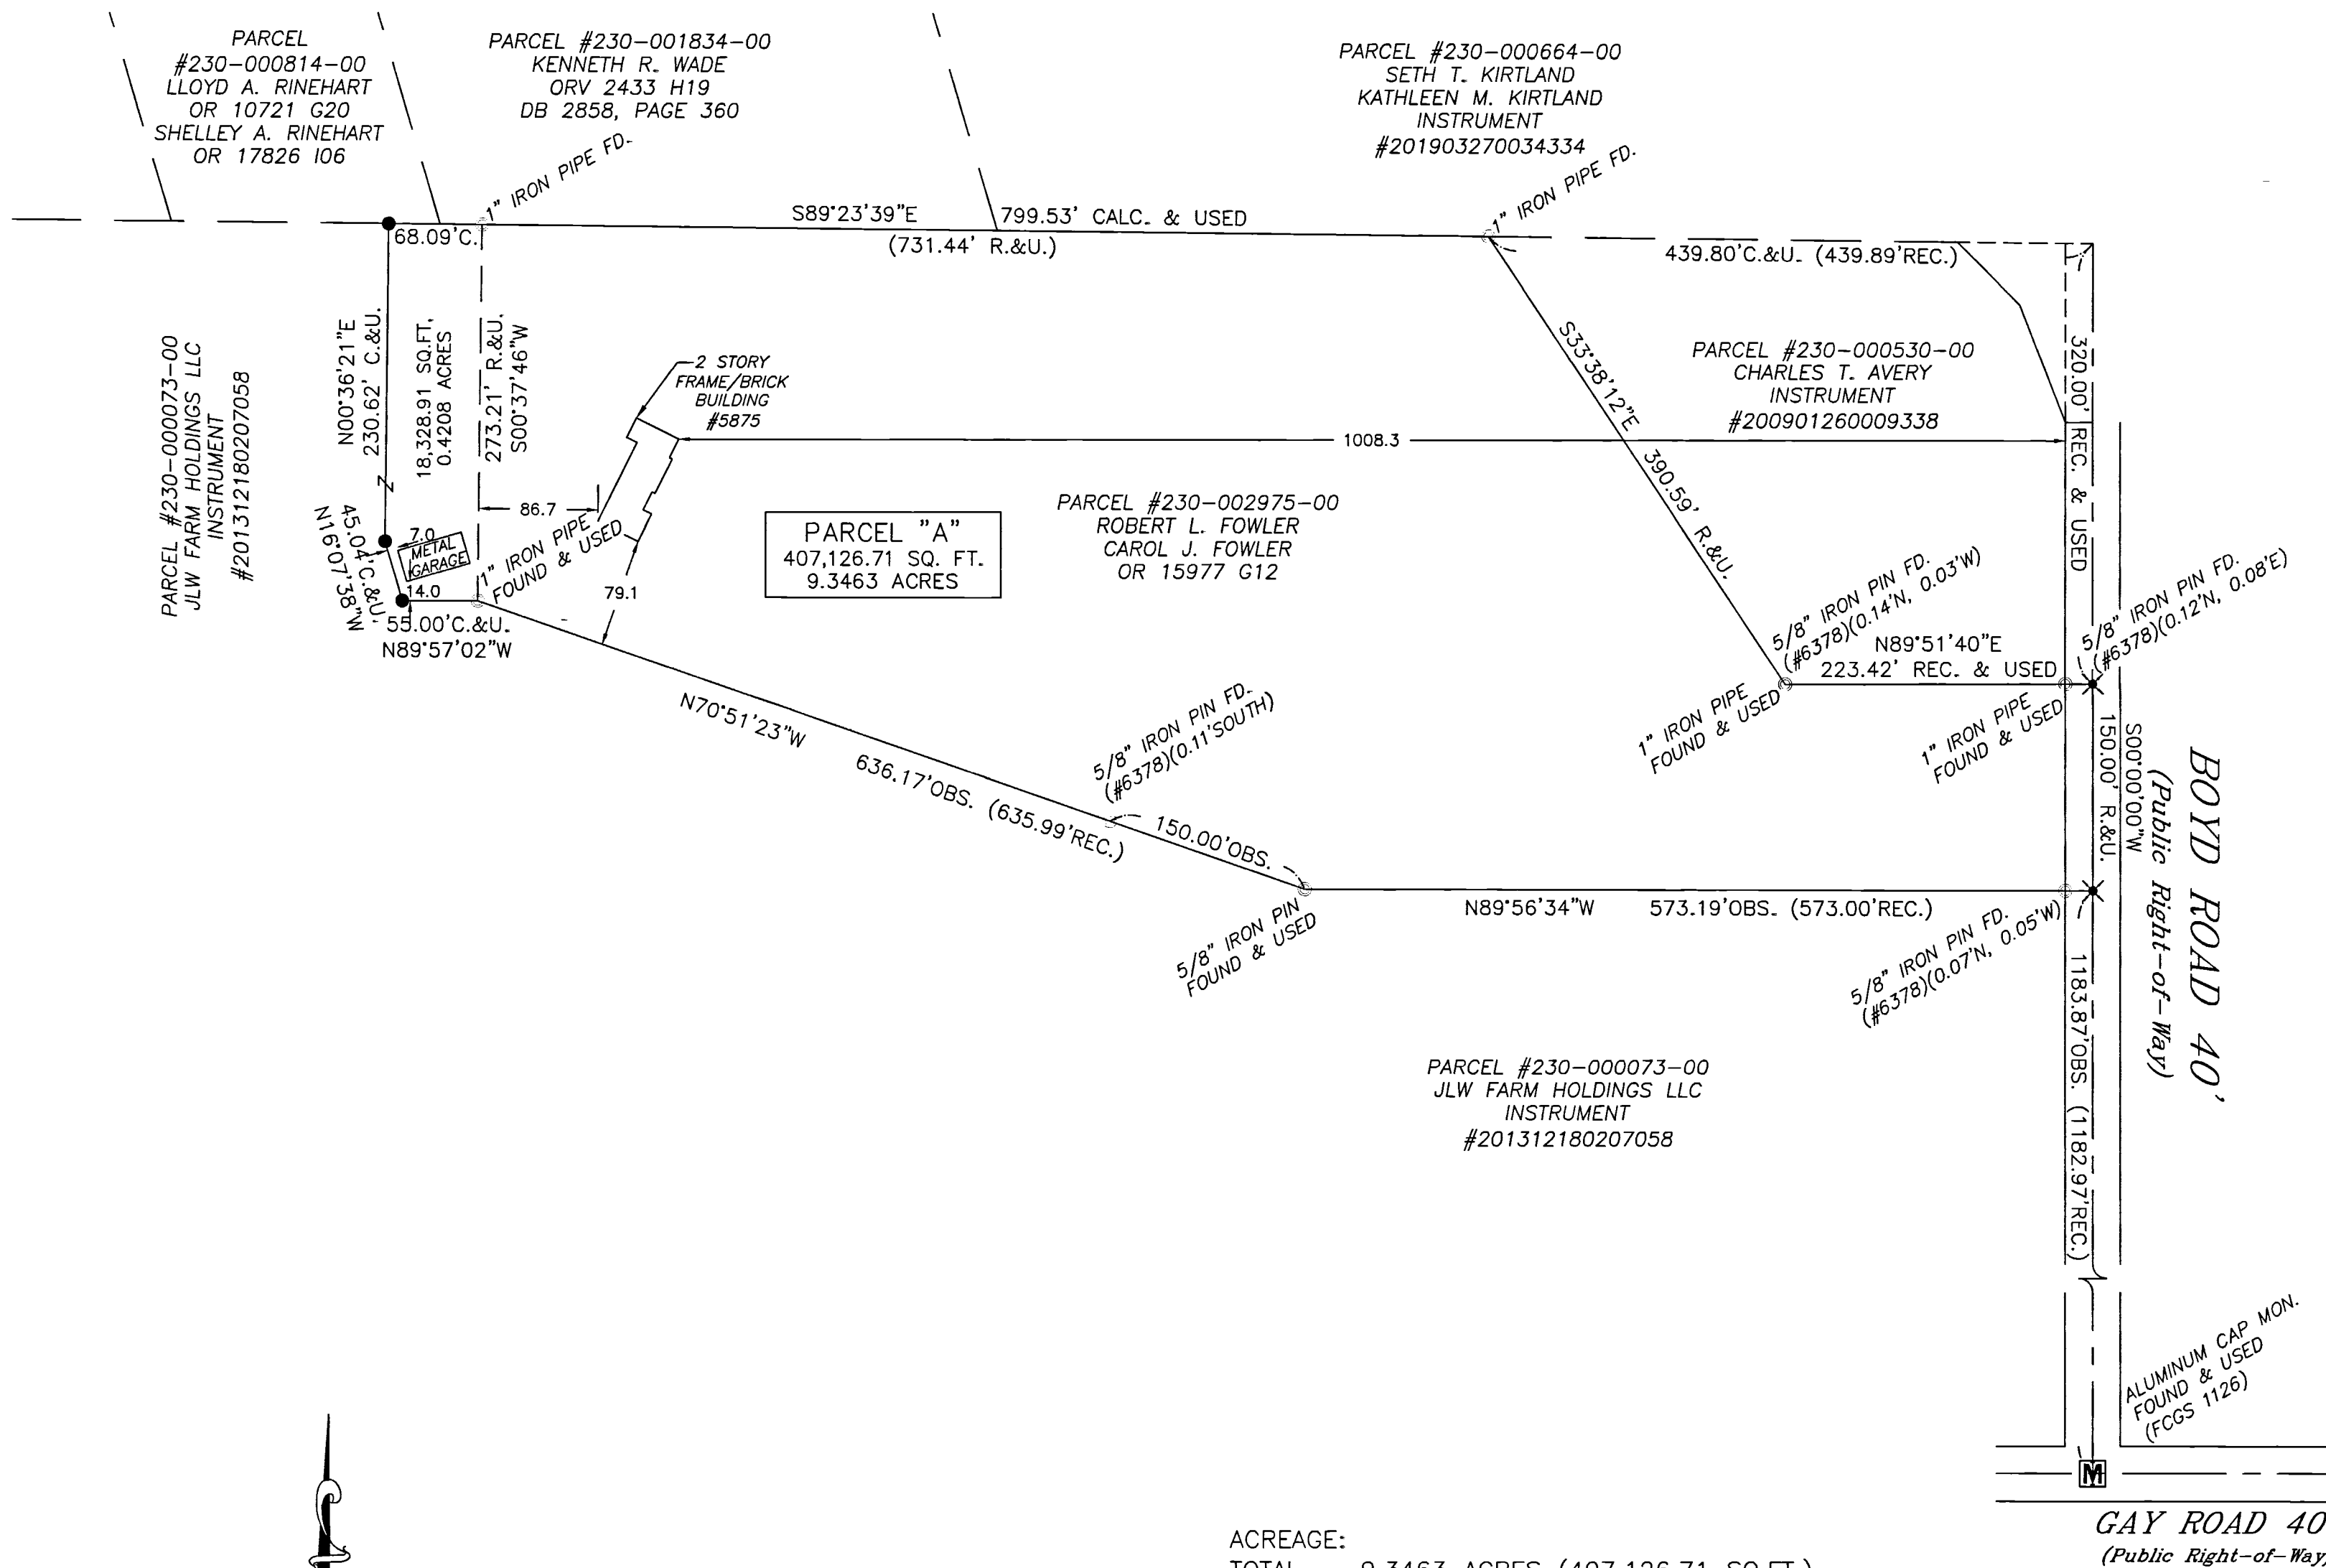 PARCEL
#230-000814-00
LLOYD A. RINEHART
OR 10721 G20
SHELLEY A. RINEHART
OR 17826 I06
PARCEL #230-001834-00
KENNETH R. WADE
ORV 2433 H19
DB 2858, PAGE 360
1" IRON PIPE FD.
PARCEL #230-000664-00
SETH T. KIRTLAND
KATHLEEN M. KIRTLAND
INSTRUMENT
#201903270034334
1" IRON PIPE FD.
68.09'C.
S89°23'39"E 799.53' CALC. & USED
(731.44' R.&U.)
439.80'C.&U. (439.89'REC.)
PARCEL #230-000073-00
JLW FARM HOLDINGS LLC
INSTRUMENT
#201312180207058
N00°36'21"E
230.62' C.&U.
18,328.91 SQ.FT,
0.4208 ACRES
273.21' R.&U.
S00°37'46"W
2 STORY
FRAME/BRICK
BUILDING
#5875
S33°38'12"E 390.59' R.&U.
PARCEL #230-000530-00
CHARLES T. AVERY
INSTRUMENT
#200901260009338
320.00' REC. & USED
1008.3
Z
86.7
7.0
METAL
GARAGE
14.0
45.04'C.&U.
N16°07'38"W
55.00'C.&U.
N89°57'02"W
1" IRON PIPE
FOUND & USED
79.1
PARCEL "A"
407,126.71 SQ. FT.
9.3463 ACRES
PARCEL #230-002975-00
ROBERT L. FOWLER
CAROL J. FOWLER
OR 15977 G12
5/8" IRON PIN FD.
(#6378)(0.14'N, 0.03'W)
5/8" IRON PIN FD.
(#6378)(0.12'N, 0.08'E)
N89°51'40"E
223.42' REC. & USED
1" IRON PIPE
FOUND & USED
1" IRON PIPE
FOUND & USED
S00°00'00"W
150.00' R.&U.
BOYD ROAD 40'
(Public Right-of-Way)
N70°51'23"W 636.17'OBS. (635.99'REC.)
5/8" IRON PIN FD.
(#6378)(0.11'SOUTH)
150.00'OBS.
5/8" IRON PIN
FOUND & USED
N89°56'34"W 573.19'OBS. (573.00'REC.)
5/8" IRON PIN FD.
(#6378)(0.07'N, 0.05'W)
1183.87'OBS. (1182.97'REC.)
PARCEL #230-000073-00
JLW FARM HOLDINGS LLC
INSTRUMENT
#201312180207058
ALUMINUM CAP MON.
FOUND & USED
(FCGS 1126)
M
GAY ROAD 40
(Public Right-of-Way)
ACREAGE:
TOTAL 9.3463 ACRES (407,126.71 SQ.FT.)